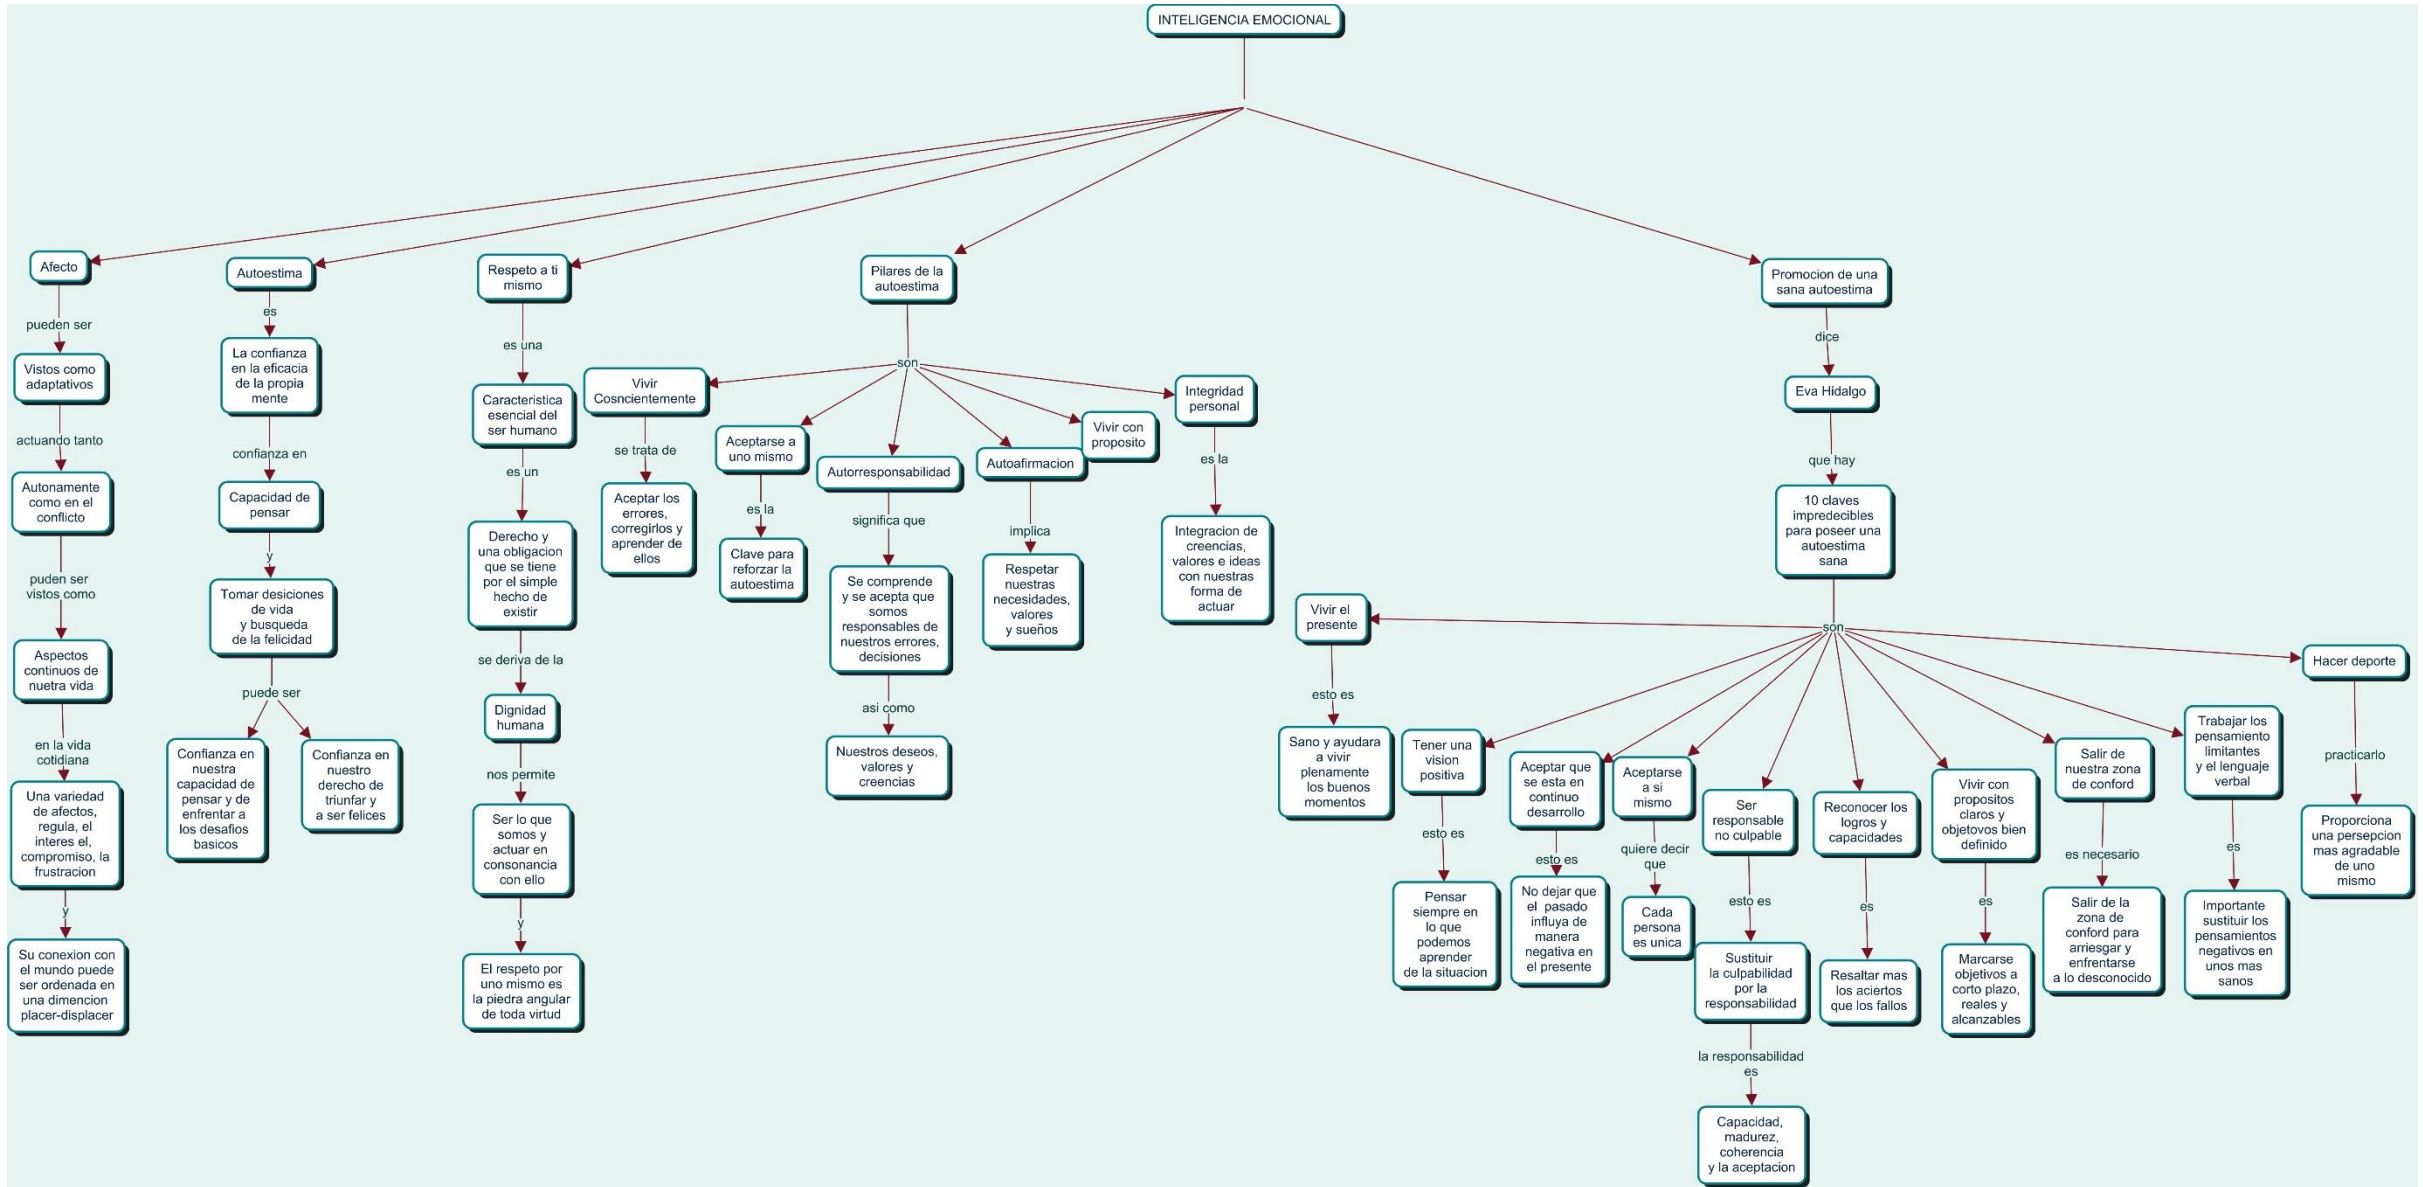 INTELIGENCIA EMOCIONAL
Afecto
pueden ser
Vistos como
adaptativos
actuando tanto
Autonamente
como en el
conflicto
puden ser
vistos como
Aspectos
continuos de
nuetra vida
en la vida
cotidiana
Una variedad
de afectos,
regula, el
interes el,
compromiso, la
frustracion
y
Su conexion con
el mundo puede
ser ordenada en
una dimencion
placer-displacer
Autoestima
es
La confianza
en la eficacia
de la propia
mente
confianza en
Capacidad de
pensar
y
Tomar desiciones
de vida
y busqueda
de la felicidad
puede ser
Confianza en
nuestra
capacidad de
pensar y de
enfrentar a
los desafios
basicos
Confianza en
nuestro
derecho de
triunfar y
a ser felices
Respeto a ti
mismo
es una
Caracteristica
esencial del
ser humano
es un
Derecho y
una obligacion
que se tiene
por el simple
hecho de
existir
se deriva de la
Dignidad
humana
nos permite
Ser lo que
somos y
actuar en
consonancia
con ello
y
El respeto por
uno mismo es
la piedra angular
de toda virtud
Pilares de la
autoestima
son
Vivir
Cosncientemente
se trata de
Aceptar los
errores,
corregirlos y
aprender de
ellos
Aceptarse a
uno mismo
es la
Clave para
reforzar la
autoestima
Autorresponsabilidad
significa que
Se comprende
y se acepta que
somos
responsables de
nuestros errores,
decisiones
asi como
Nuestros deseos,
valores y
creencias
Autoafirmacion
implica
Respetar
nuestras
necesidades,
valores
y sueños
Vivir con
proposito
Integridad
personal
es la
Integracion de
creencias,
valores e ideas
con nuestras
forma de
actuar
Promocion de una
sana autoestima
dice
Eva Hidalgo
que hay
10 claves
impredecibles
para poseer una
autoestima
sana
son
Vivir el
presente
esto es
Sano y ayudara
a vivir
plenamente
los buenos
momentos
Tener una
vision
positiva
esto es
Pensar
siempre en
lo que
podemos
aprender
de la situacion
Aceptar que
se esta en
continuo
desarrollo
esto es
No dejar que
el pasado
influya de
manera
negativa en
el presente
Aceptarse
a si
mismo
quiere decir
que
Cada
persona
es unica
Ser
responsable
no culpable
esto es
Sustituir
la culpabilidad
por la
responsabilidad
la responsabilidad
es
Capacidad,
madurez,
coherencia
y la aceptacion
Reconocer los
logros y
capacidades
es
Resaltar mas
los aciertos
que los fallos
Vivir con
propositos
claros y
objetovos bien
definido
es
Marcarse
objetivos a
corto plazo,
reales y
alcanzables
Salir de
nuestra zona
de conford
es necesario
Salir de la
zona de
conford para
arriesgar y
enfrentarse
a lo desconocido
Trabajar los
pensamiento
limitantes
y el lenguaje
verbal
es
Importante
sustituir los
pensamientos
negativos en
unos mas
sanos
Hacer deporte
practicarlo
Proporciona
una persepcion
mas agradable
de uno
mismo